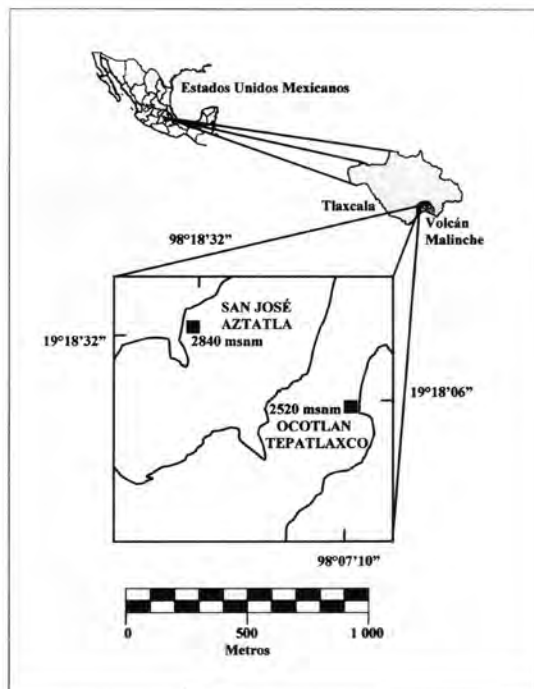 Estados Unidos Mexicanos
Tlaxcala
Volcán
Malinche
98°18'32"
SAN JOSÉ
AZTATLA
2840 msnm
19°18'32"
19°18'06"
2520 msnm
OCOTLAN
TEPATLAXCO
98°07'10"
0 500 1 000
Metros